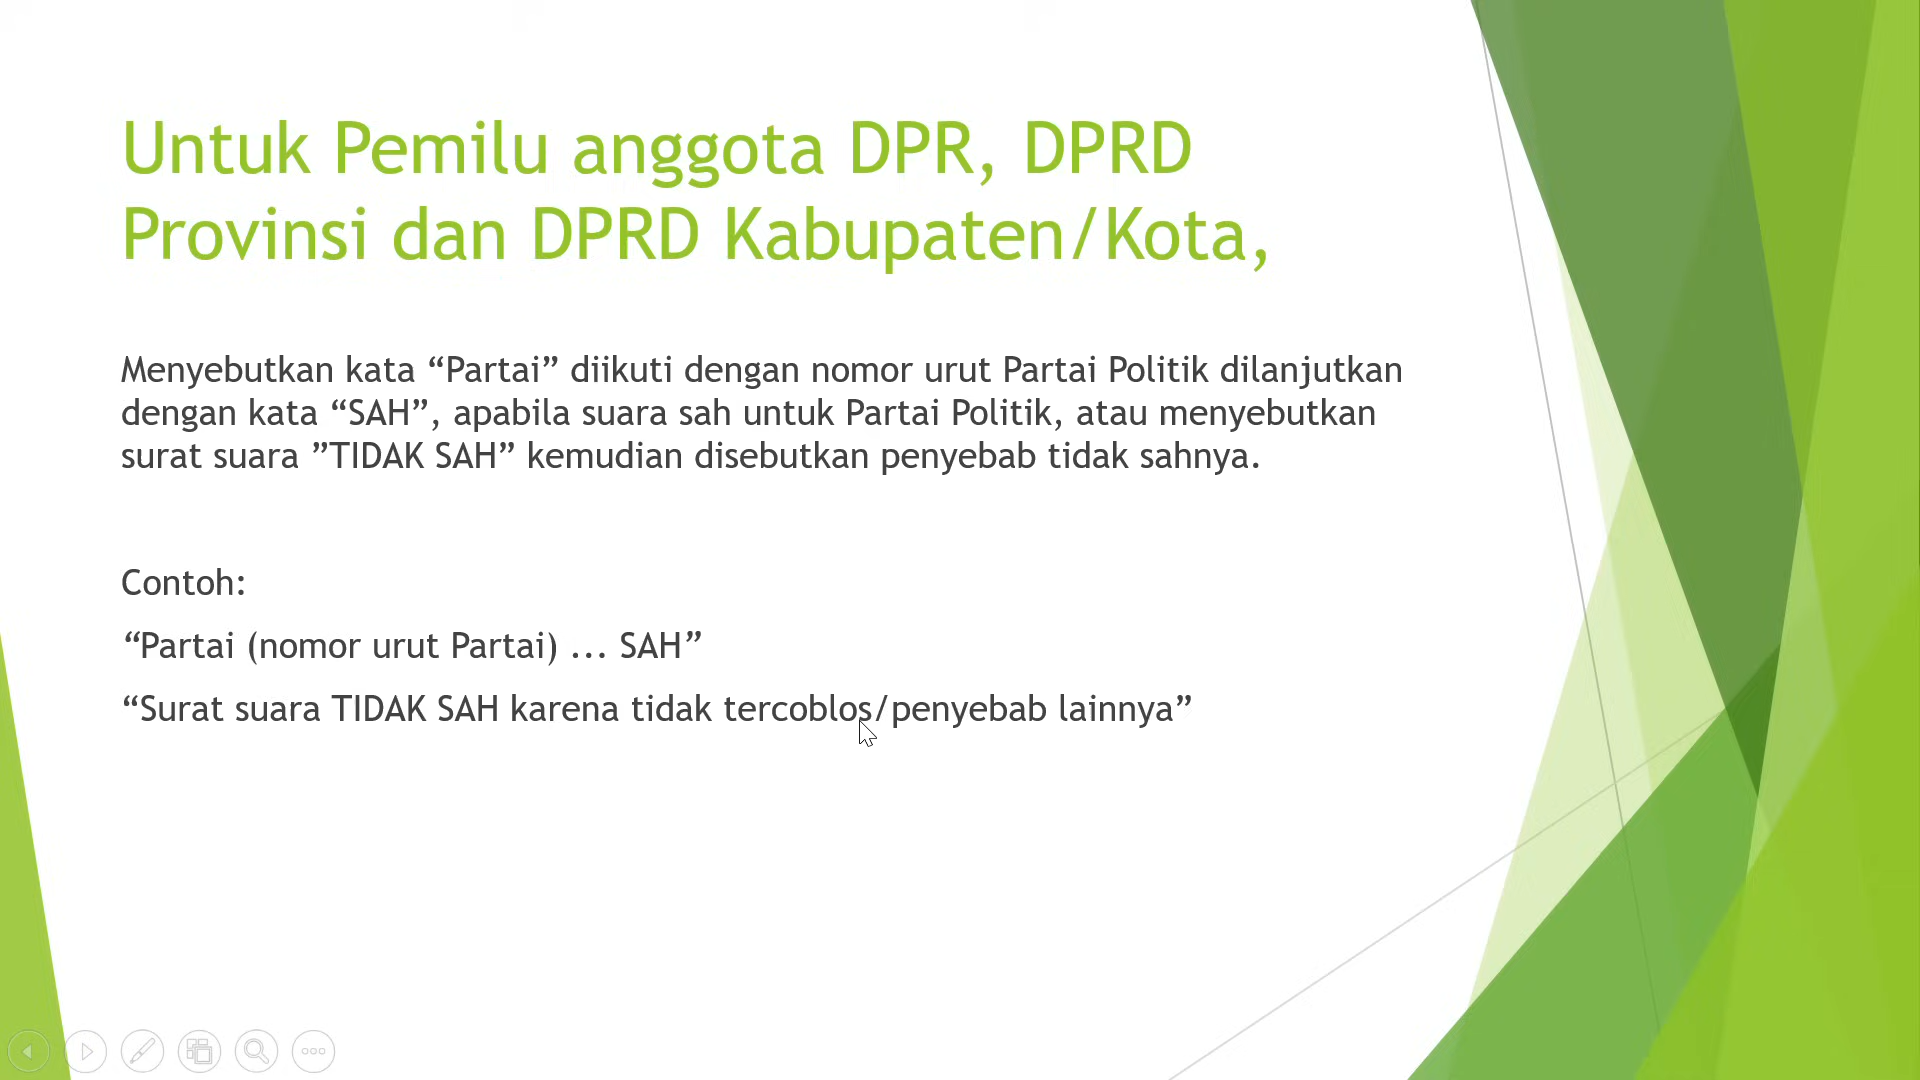 Untuk Pemilu anggota DPR, DPRD
Provinsi dan DPRD Kabupaten/Kota,
Menyebutkan kata “Partai” diikuti dengan nomor urut Partai Politik dilanjutkan
dengan kata “SAH”, apabila suara sah untuk Partai Politik, atau menyebutkan
surat suara ”TIDAK SAH” kemudian disebutkan penyebab tidak sahnya.
Contoh:
“Partai (nomor urut Partai) ... SAH”
“Surat suara TIDAK SAH karena tidak tercoblos/penyebab lainnya”